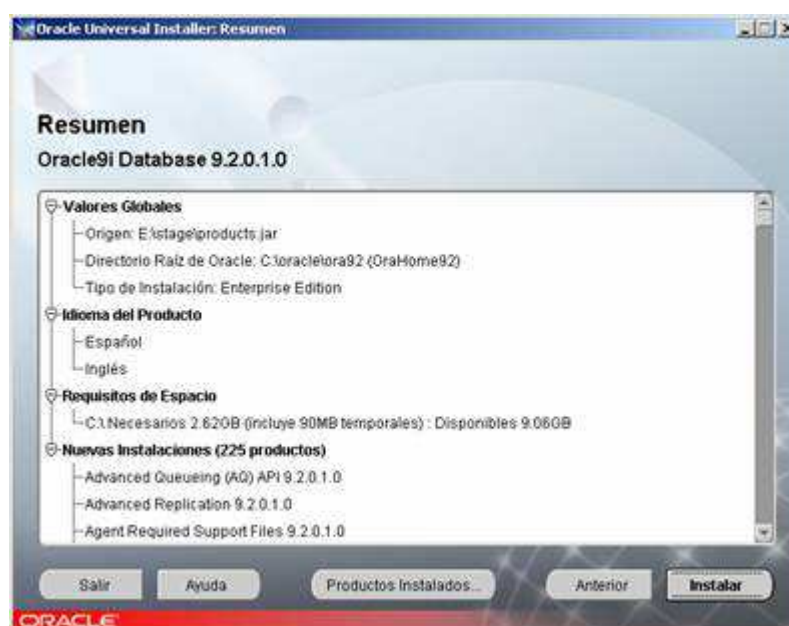 Oracle Universal Installer: Resumen
Resumen
Oracle9i Database 9.2.0.1.0
Valores Globales
Origen: E:\stage\products.jar
Directorio Raíz de Oracle: C:\oracle\ora92 (OraHome92)
Tipo de Instalación: Enterprise Edition
Idioma del Producto
Español
Inglés
Requisitos de Espacio
C:\ Necesarios 2.62GB (incluye 90MB temporales) : Disponibles 9.06GB
Nuevas Instalaciones (225 productos)
Advanced Queueing (AQ) API 9.2.0.1.0
Advanced Replication 9.2.0.1.0
Agent Required Support Files 9.2.0.1.0
Salir Ayuda Productos Instalados... Anterior Instalar
ORACLE